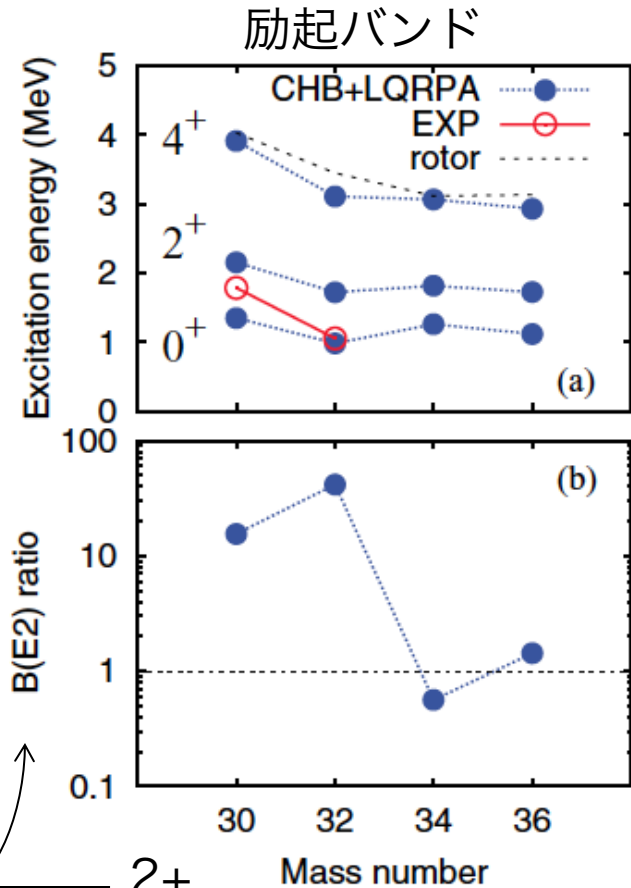 励起バンド
Excitation energy (MeV)
5
4
3
2
1
0
CHB+LQRPA
EXP
rotor
4+
2+
0+
(a)
B(E2) ratio
100
10
1
0.1
(b)
30 32 34 36
2+
Mass number